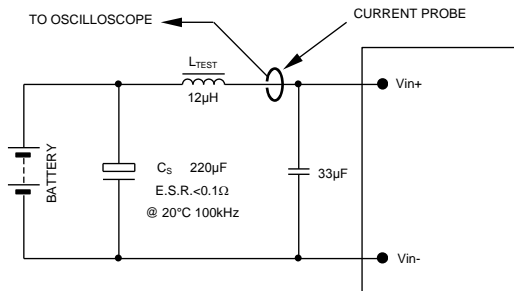 TO OSCILLOSCOPE
CURRENT PROBE
LTEST
12µH
Vin+
BATTERY
CS 220µF
E.S.R.<0.1Ω
@ 20°C 100kHz
33µF
Vin-